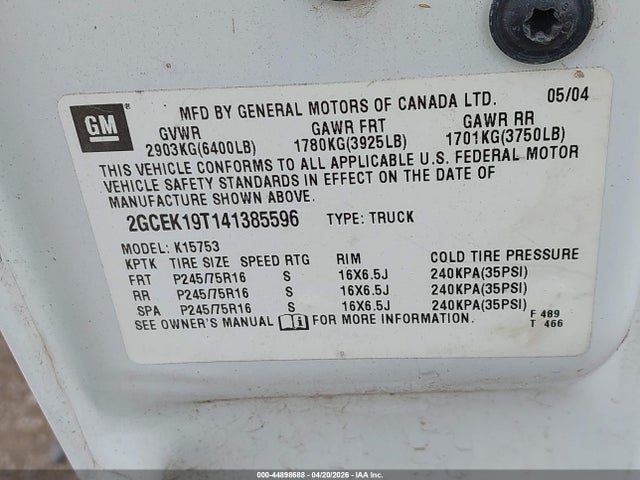 GM
MFD BY GENERAL MOTORS OF CANADA LTD. 05/04
GVWR GAWR FRT GAWR RR
2903KG(6400LB) 1780KG(3925LB) 1701KG(3750LB)
THIS VEHICLE CONFORMS TO ALL APPLICABLE U.S. FEDERAL MOTOR
VEHICLE SAFETY STANDARDS IN EFFECT ON THE DATE OF
MANUFACTURE SHOWN ABOVE.
2GCEK19T141385596 TYPE: TRUCK
MODEL: K15753
KPTK TIRE SIZE SPEED RTG RIM COLD TIRE PRESSURE
FRT P245/75R16 S 16X6.5J 240KPA(35PSI)
RR P245/75R16 S 16X6.5J 240KPA(35PSI)
SPA P245/75R16 S 16X6.5J 240KPA(35PSI)
SEE OWNER'S MANUAL FOR MORE INFORMATION.
F 489
T 466
000-44898688 - 04/20/2026 - IAA Inc.